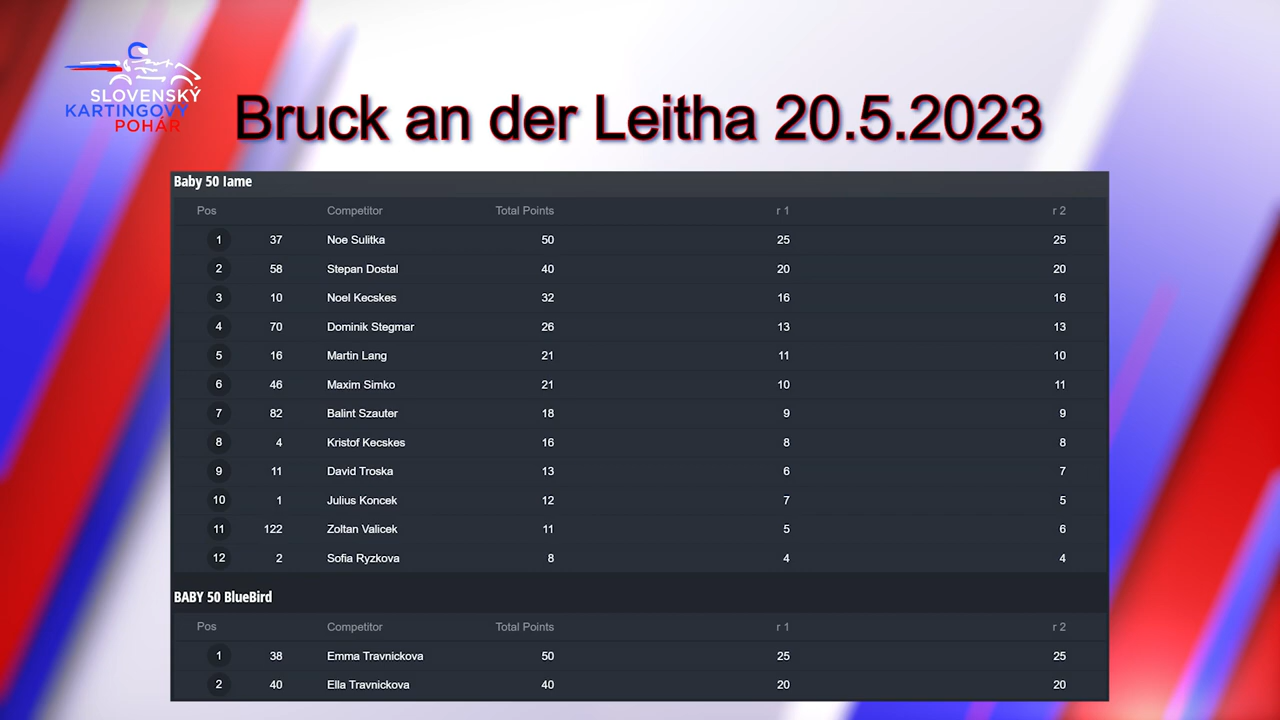 SLOVENSKÝ
KARTINGOVÝ
POHÁR
Bruck an der Leitha 20.5.2023
Baby 50 Iame
Pos Competitor Total Points r 1 r 2
1 37 Noe Sulitka 50 25 25
2 58 Stepan Dostal 40 20 20
3 10 Noel Kecskes 32 16 16
4 70 Dominik Stegmar 26 13 13
5 16 Martin Lang 21 11 10
6 46 Maxim Simko 21 10 11
7 82 Balint Szauter 18 9 9
8 4 Kristof Kecskes 16 8 8
9 11 David Troska 13 6 7
10 1 Julius Koncek 12 7 5
11 122 Zoltan Valicek 11 5 6
12 2 Sofia Ryzkova 8 4 4
BABY 50 BlueBird
Pos Competitor Total Points r 1 r 2
1 38 Emma Travnickova 50 25 25
2 40 Ella Travnickova 40 20 20